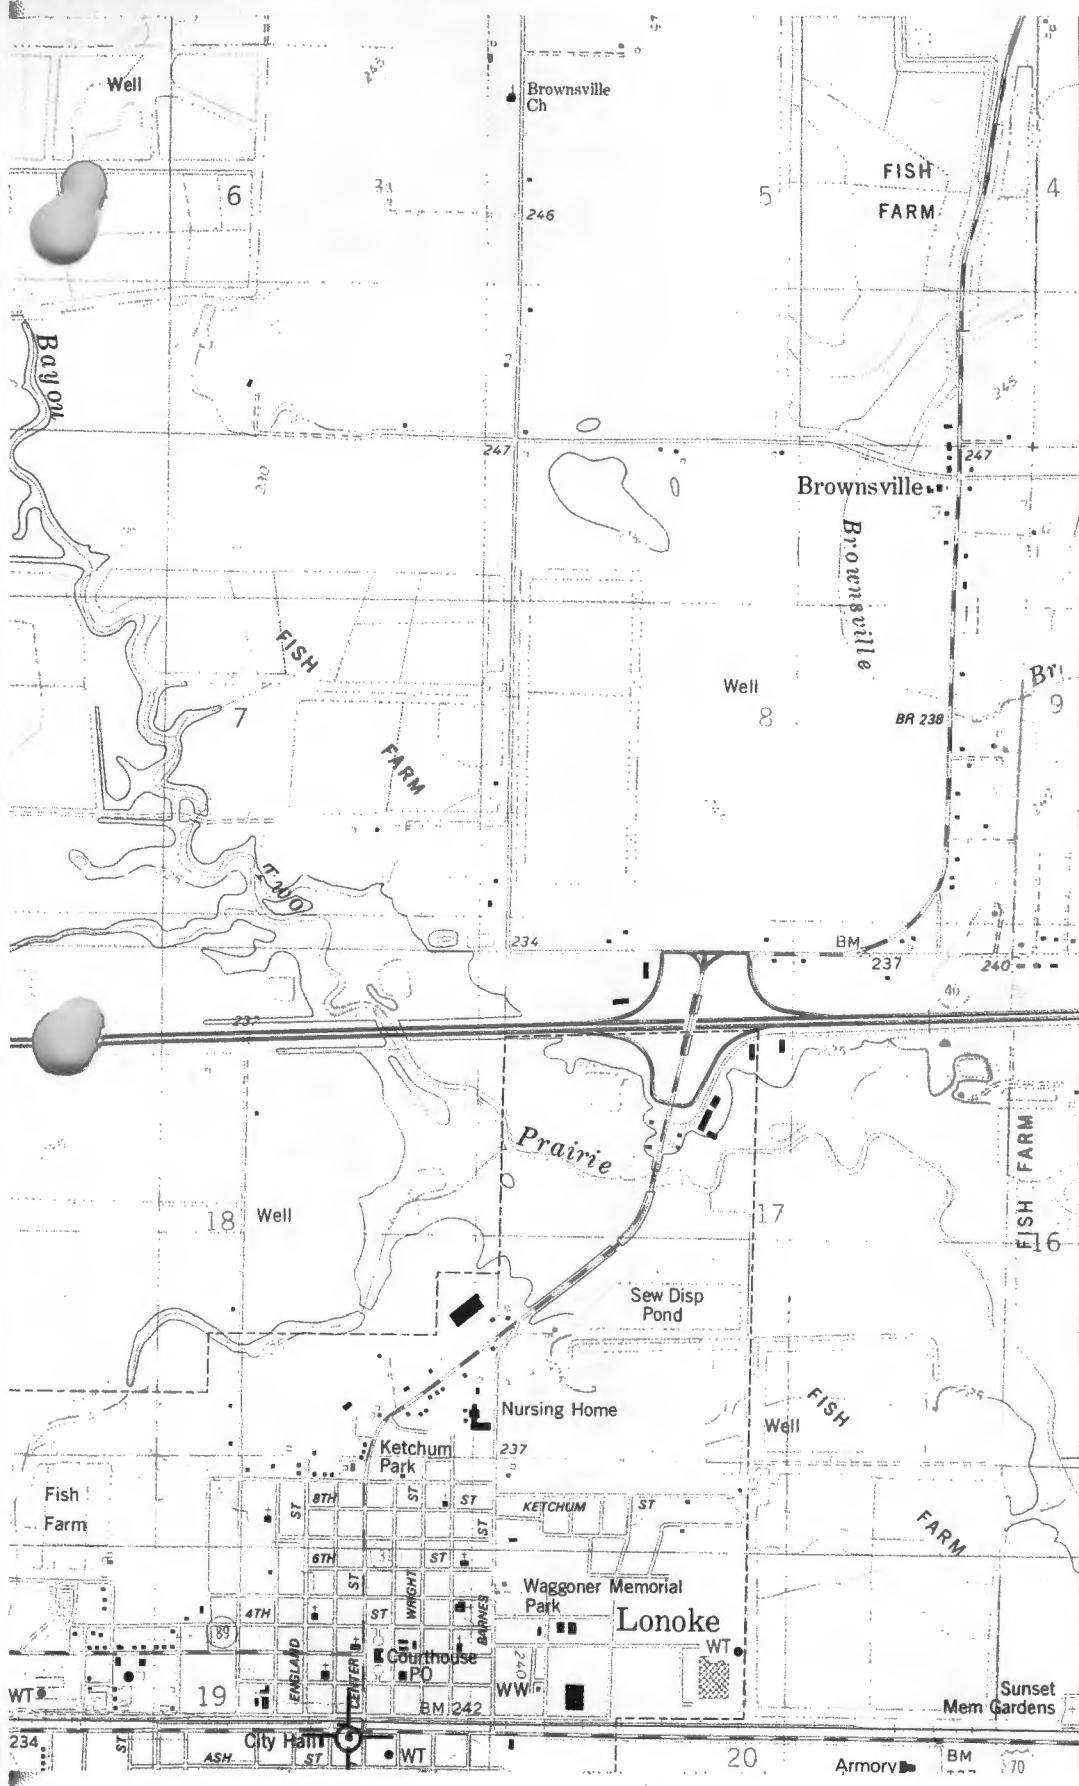 Well
Brownsville
Ch
6
5
FISH
FARM
4
246
Bayou
247
247
245
230
Brownsville
Brownsville
FISH
FARM
7
Well
8
BR 238
9
Two
234
BM
237
240
40
232
Prairie
18
Well
17
FISH FARM
16
Sew Disp
Pond
Nursing Home
Ketchum
Park
237
FISH
FARM
Well
Fish
Farm
8TH
ST
ST
ST
ST
KETCHUM
ST
6TH
ST
ST
WRIGHT
BARNES
4TH
ST
Waggoner Memorial
Park
Lonoke
89
ENGLAND
CENTER
Courthouse
PO
WT
240
WW
WT
19
BM 242
Sunset
Mem Gardens
234
City Hall
ST
ASH
ST
WT
20
Armory
BM
70